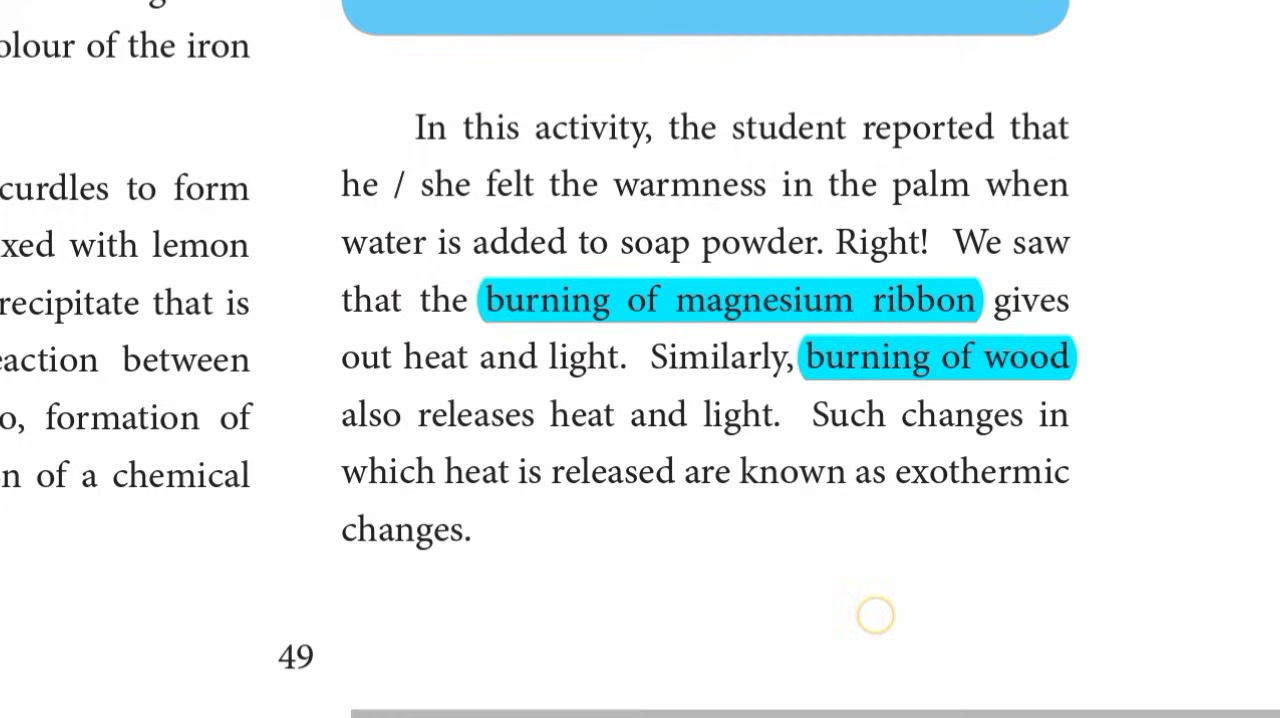 olour of the iron
curdles to form
xed with lemon
recipitate that is
eaction between
o, formation of
n of a chemical
In this activity, the student reported that
he / she felt the warmness in the palm when
water is added to soap powder. Right! We saw
that the burning of magnesium ribbon gives
out heat and light. Similarly, burning of wood
also releases heat and light. Such changes in
which heat is released are known as exothermic
changes.
49